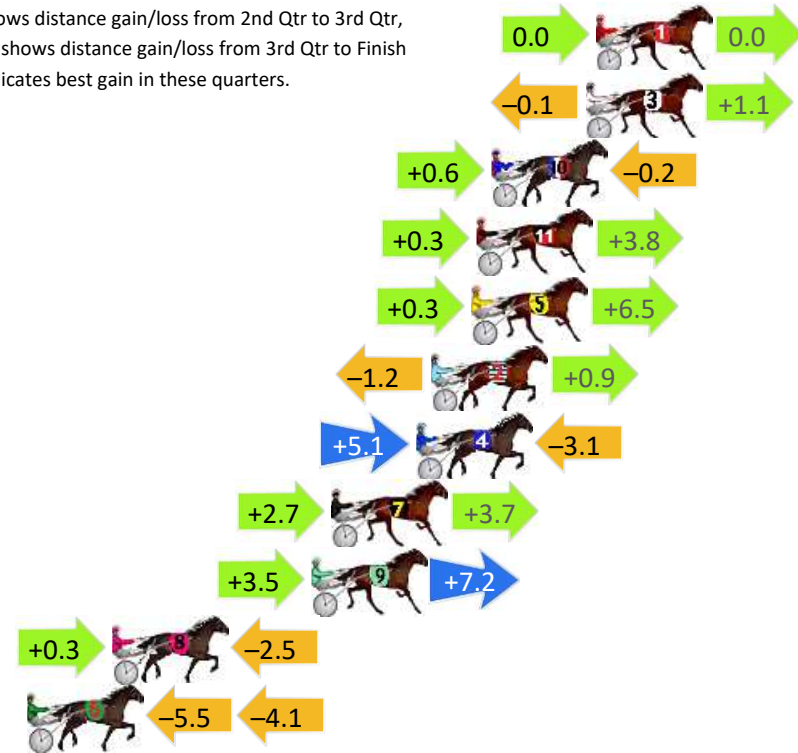 ows distance gain/loss from 2nd Qtr to 3rd Qtr,
shows distance gain/loss from 3rd Qtr to Finish
dicates best gain in these quarters.
0.0 1 0.0
–0.1 3 +1.1
+0.6 10 –0.2
+0.3 11 +3.8
+0.3 5 +6.5
–1.2 2 +0.9
+5.1 4 –3.1
+2.7 7 +3.7
+3.5 9 +7.2
+0.3 8 –2.5
6 –5.5 –4.1